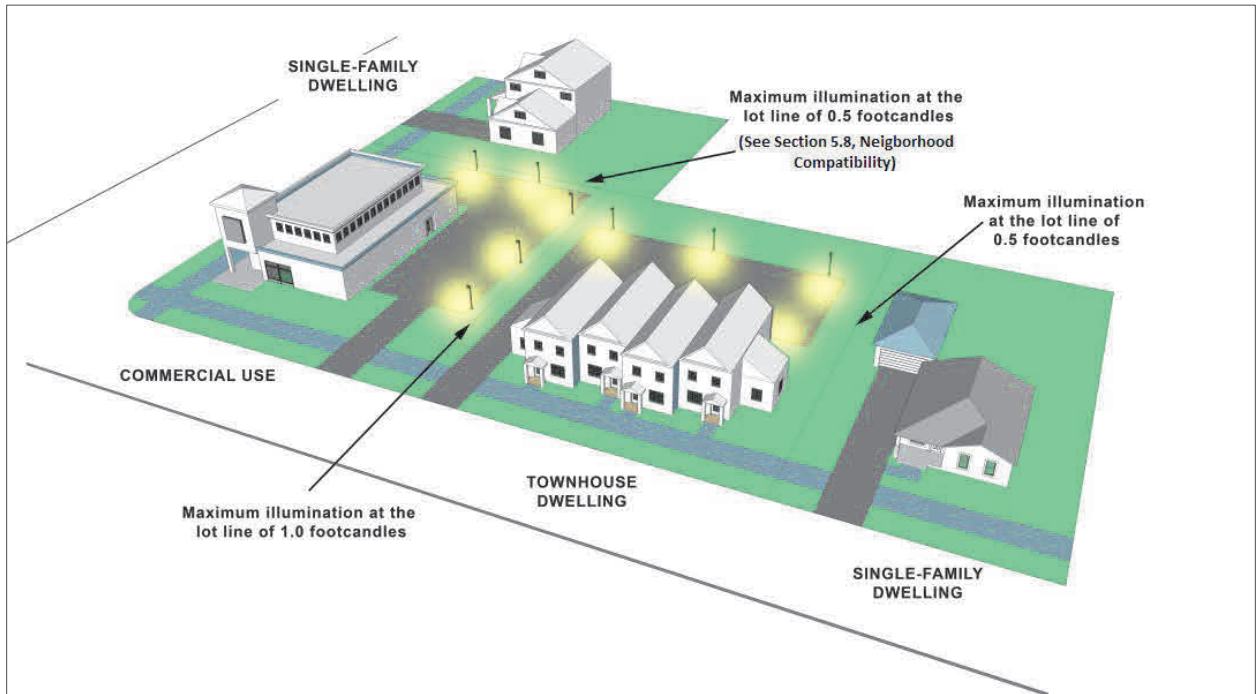 SINGLE-FAMILY
DWELLING
Maximum illumination at the
lot line of 0.5 footcandles
(See Section 5.8, Neigborhood
Compatibility)
Maximum illumination
at the lot line of
0.5 footcandles
COMMERCIAL USE
TOWNHOUSE
DWELLING
Maximum illumination at the
lot line of 1.0 footcandles
SINGLE-FAMILY
DWELLING